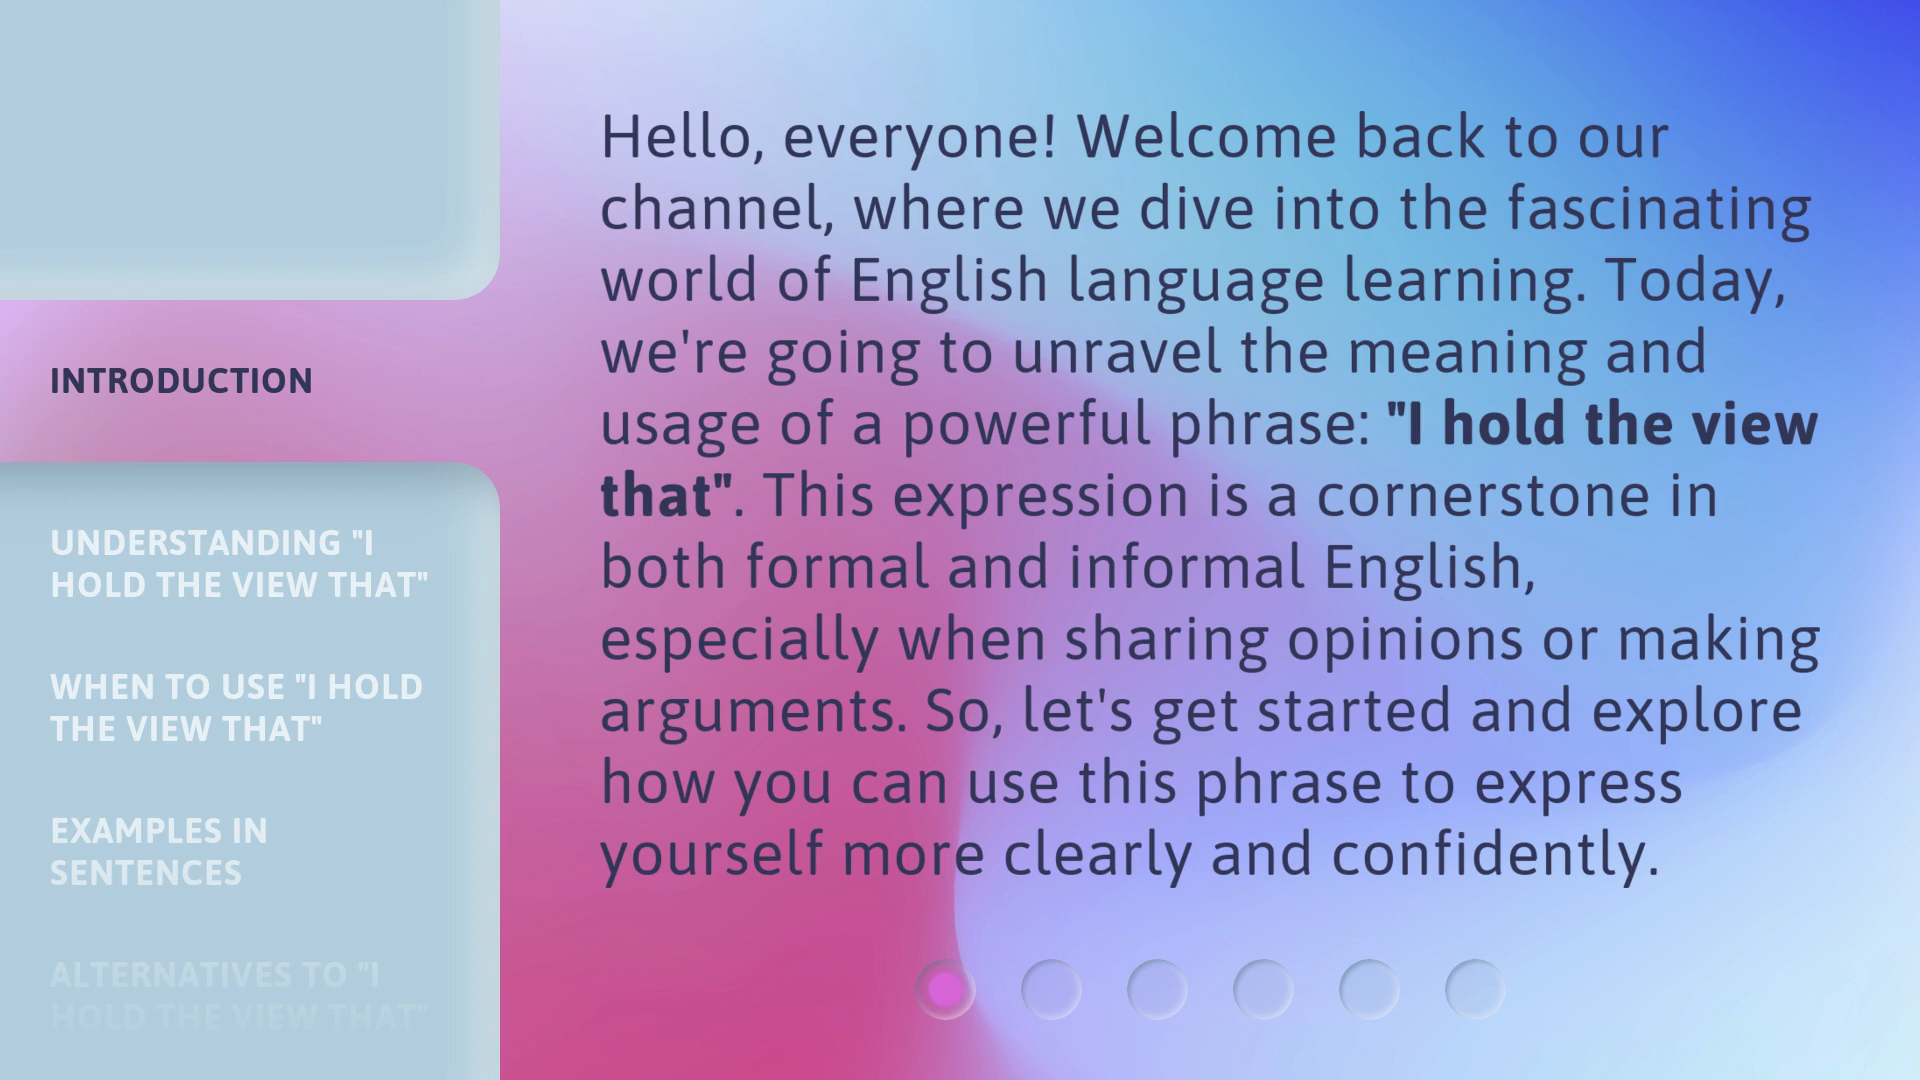 INTRODUCTION
UNDERSTANDING "I
HOLD THE VIEW THAT"
WHEN TO USE "I HOLD
THE VIEW THAT"
EXAMPLES IN
SENTENCES
ALTERNATIVES TO "I
HOLD THE VIEW THAT"
Hello, everyone! Welcome back to our
channel, where we dive into the fascinating
world of English language learning. Today,
we're going to unravel the meaning and
usage of a powerful phrase: "I hold the view
that". This expression is a cornerstone in
both formal and informal English,
especially when sharing opinions or making
arguments. So, let's get started and explore
how you can use this phrase to express
yourself more clearly and confidently.